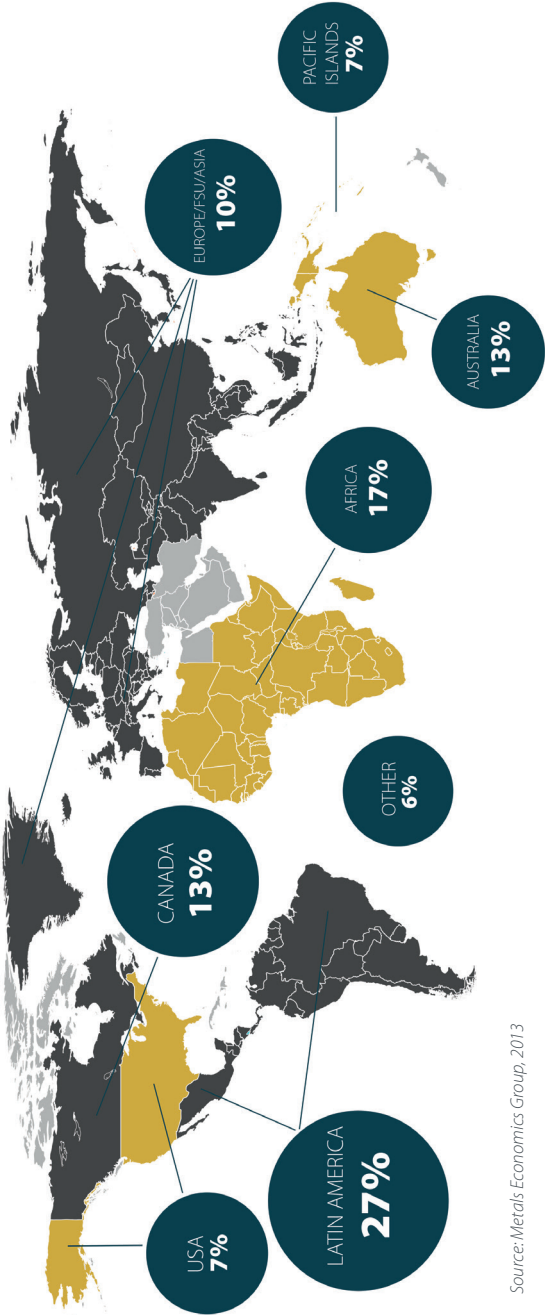 PACIFIC
ISLANDS
7%
EUROPE/FSU/ASIA
10%
AUSTRALIA
13%
AFRICA
17%
OTHER
6%
CANADA
13%
USA
7%
LATIN AMERICA
27%
Source: Metals Economics Group, 2013